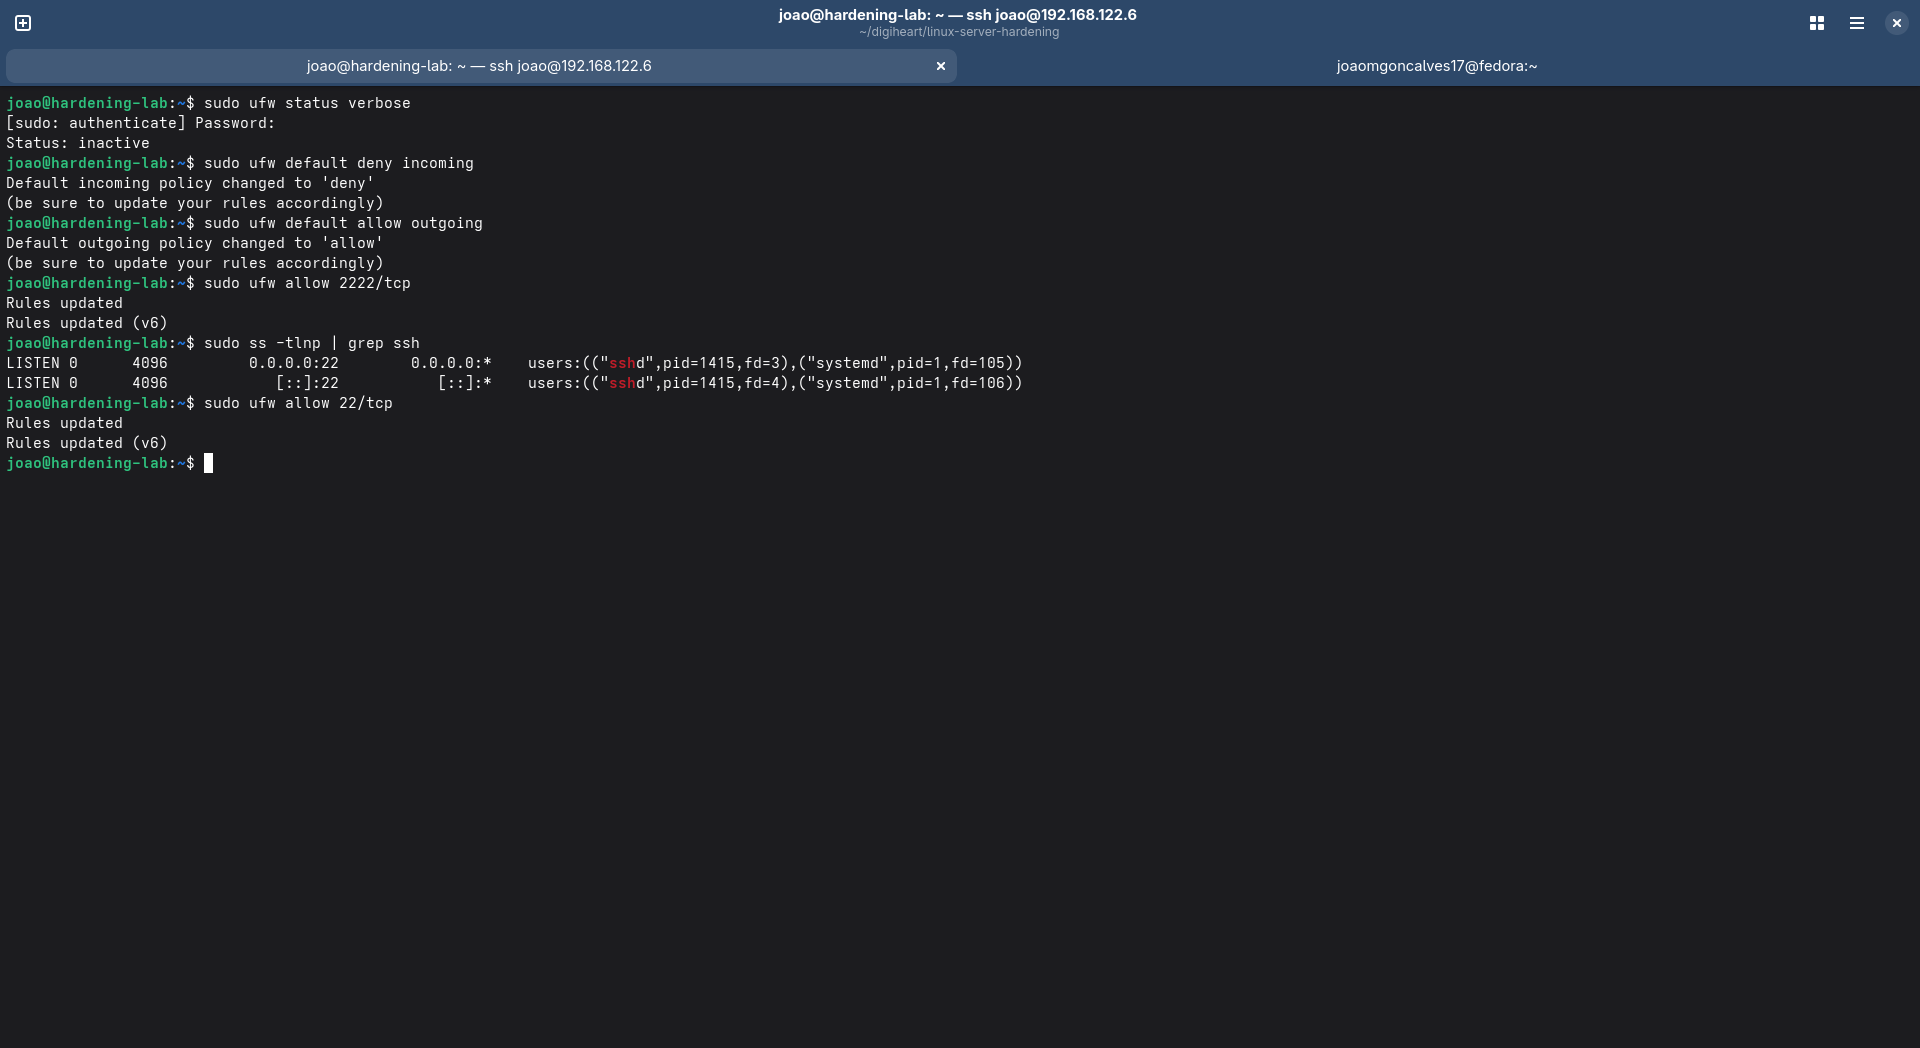 joao@hardening-lab: ~ — ssh joao@192.168.122.6
~/digiheart/linux-server-hardening
joao@hardening-lab: ~ — ssh joao@192.168.122.6
joaomgoncalves17@fedora:~
joao@hardening-lab:~$ sudo ufw status verbose
[sudo: authenticate] Password:
Status: inactive
joao@hardening-lab:~$ sudo ufw default deny incoming
Default incoming policy changed to 'deny'
(be sure to update your rules accordingly)
joao@hardening-lab:~$ sudo ufw default allow outgoing
Default outgoing policy changed to 'allow'
(be sure to update your rules accordingly)
joao@hardening-lab:~$ sudo ufw allow 2222/tcp
Rules updated
Rules updated (v6)
joao@hardening-lab:~$ sudo ss -tlnp | grep ssh
LISTEN 0      4096         0.0.0.0:22        0.0.0.0:*    users:(("sshd",pid=1415,fd=3),("systemd",pid=1,fd=105))
LISTEN 0      4096            [::]:22           [::]:*    users:(("sshd",pid=1415,fd=4),("systemd",pid=1,fd=106))
joao@hardening-lab:~$ sudo ufw allow 22/tcp
Rules updated
Rules updated (v6)
joao@hardening-lab:~$